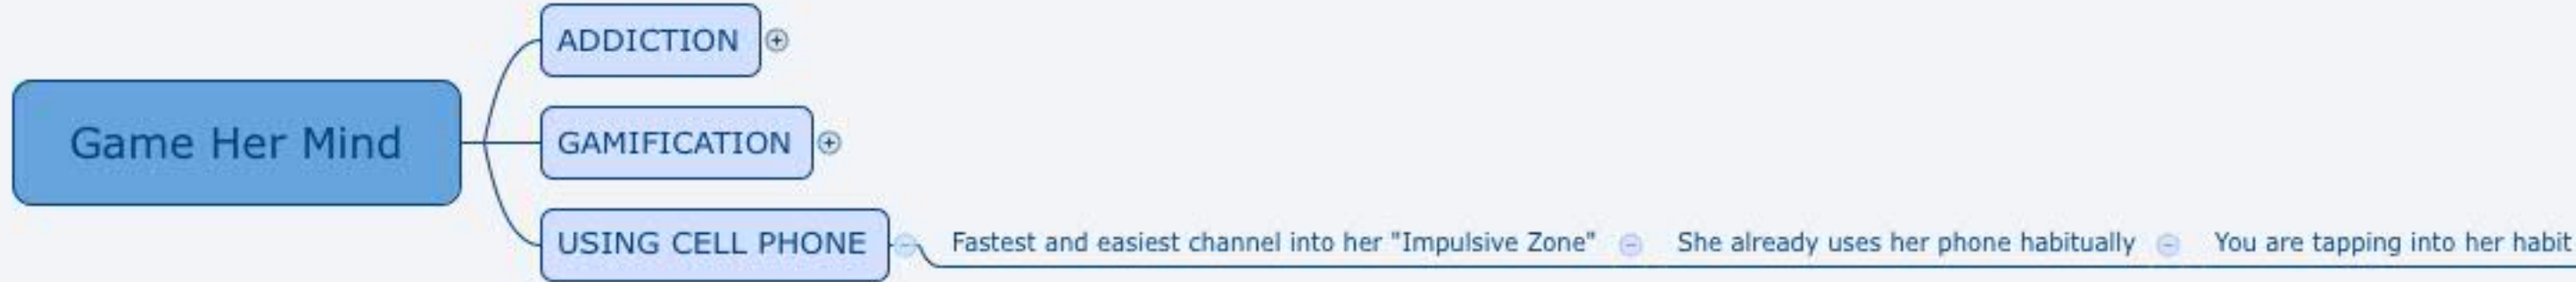 ADDICTION
Game Her Mind
GAMIFICATION
USING CELL PHONE
Fastest and easiest channel into her "Impulsive Zone"
She already uses her phone habitually
You are tapping into her habit